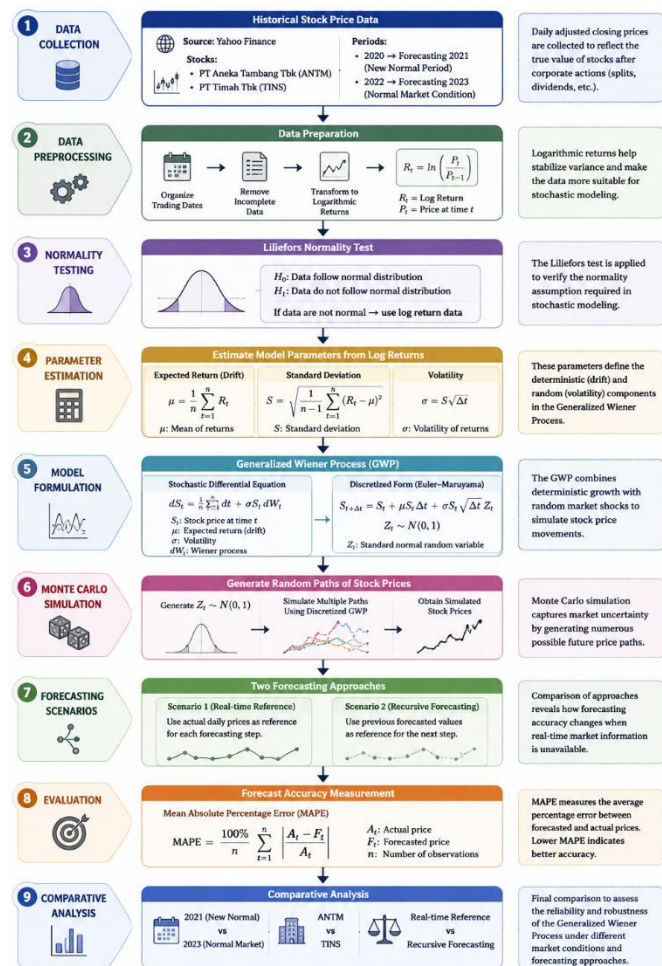 1
DATA
COLLECTION
Historical Stock Price Data
Source: Yahoo Finance
Stocks:
• PT Aneka Tambang Tbk (ANTM)
• PT Timah Tbk (TINS)
Periods:
• 2020 → Forecasting 2021
(New Normal Period)
• 2022 → Forecasting 2023
(Normal Market Condition)
Daily adjusted closing prices
are collected to reflect the
true value of stocks after
corporate actions (splits,
dividends, etc.).
2
DATA
PREPROCESSING
Data Preparation
Organize
Trading Dates
Remove
Incomplete
Data
Transform to
Logarithmic
Returns
R_t = ln (P_t / P_{t-1})
R_t = Log Return
P_t = Price at time t
Logarithmic returns help
stabilize variance and make
the data more suitable for
stochastic modeling.
3
NORMALITY
TESTING
Liliefors Normality Test
H_0: Data follow normal distribution
H_1: Data do not follow normal distribution
If data are not normal → use log return data
The Liliefors test is applied
to verify the normality
assumption required in
stochastic modeling.
4
PARAMETER
ESTIMATION
Estimate Model Parameters from Log Returns
Expected Return (Drift)
μ = 1/n ∑_{t=1}^{n} R_t
μ: Mean of returns
Standard Deviation
S = √(1/(n−1) ∑_{t=1}^{n} (R_t − μ)²)
S: Standard deviation
Volatility
σ = S√Δt
σ: Volatility of returns
These parameters define the
deterministic (drift) and
random (volatility) components
in the Generalized Wiener
Process.
5
MODEL
FORMULATION
Generalized Wiener Process (GWP)
Stochastic Differential Equation
S_t: Stock price at time t
μ: Expected return (drift)
σ: Volatility
dW_t: Wiener process
Discretized Form (Euler–Maruyama)
S_{t+Δt} = S_t + μS_t Δt + σS_t √Δt Z_t
Z_t ∼ N(0, 1)
Z_t: Standard normal random variable
The GWP combines
deterministic growth with
random market shocks to
simulate stock price
movements.
6
MONTE CARLO
SIMULATION
Generate Random Paths of Stock Prices
Generate Z_t ∼ N(0, 1)
Simulate Multiple Paths
Using Discretized GWP
Obtain Simulated
Stock Prices
Monte Carlo simulation
captures market uncertainty
by generating numerous
possible future price paths.
7
FORECASTING
SCENARIOS
Two Forecasting Approaches
Scenario 1 (Real-time Reference)
Use actual daily prices as reference
for each forecasting step.
Scenario 2 (Recursive Forecasting)
Use previous forecasted values
as reference for the next step.
Comparison of approaches
reveals how forecasting
accuracy changes when
real-time market information
is unavailable.
8
EVALUATION
Forecast Accuracy Measurement
Mean Absolute Percentage Error (MAPE)
MAPE = 100%/n ∑_{t=1}^{n} |(A_t − F_t)/A_t|
A_t: Actual price
F_t: Forecasted price
n: Number of observations
MAPE measures the average
percentage error between
forecasted and actual prices.
Lower MAPE indicates
better accuracy.
9
COMPARATIVE
ANALYSIS
Comparative Analysis
2021 (New Normal)
vs
2023 (Normal Market)
ANTM
vs
TINS
Real-time Reference
vs
Recursive Forecasting
Final comparison to assess
the reliability and robustness
of the Generalized Wiener
Process under different
market conditions and
forecasting approaches.